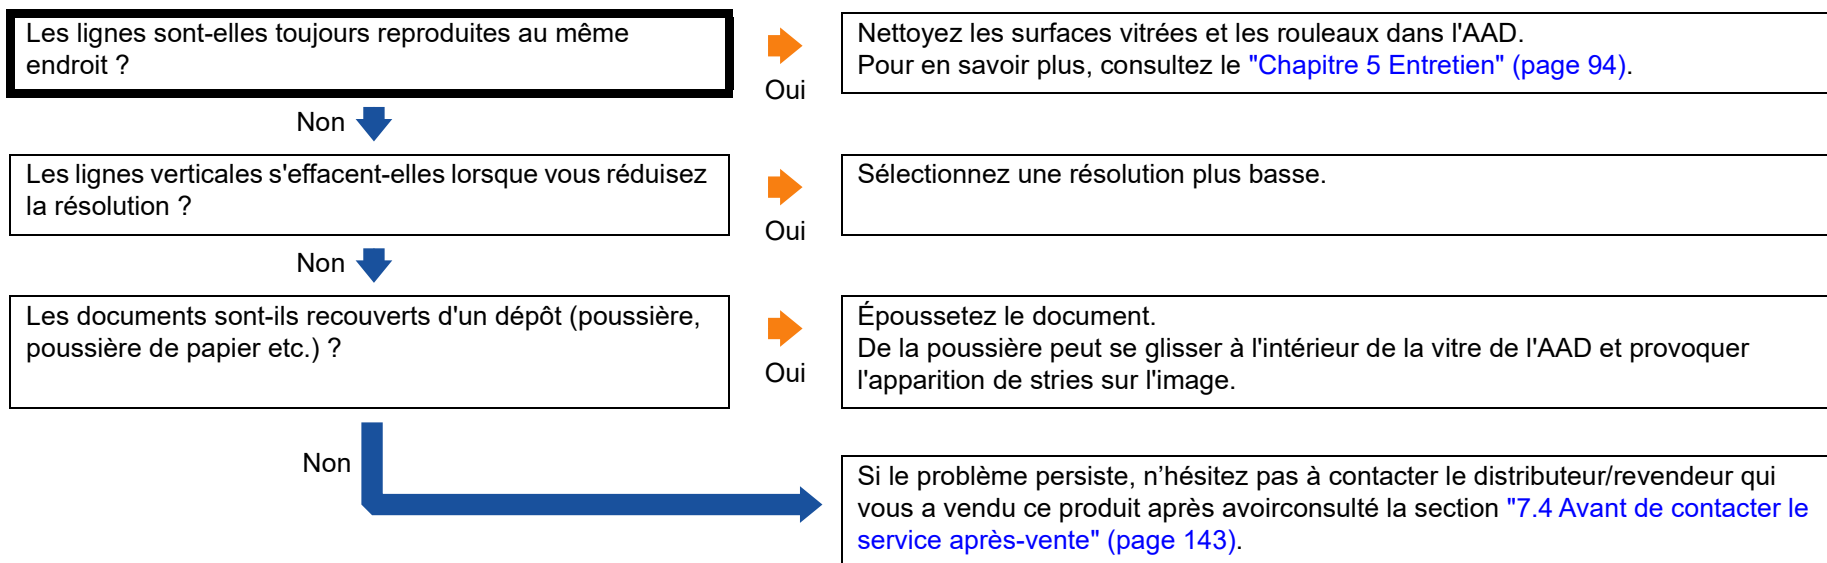 Les lignes sont-elles toujours reproduites au même
endroit ?
Oui
Nettoyez les surfaces vitrées et les rouleaux dans l'AAD.
Pour en savoir plus, consultez le "Chapitre 5 Entretien" (page 94).
Non
Les lignes verticales s'effacent-elles lorsque vous réduisez
la résolution ?
Oui
Sélectionnez une résolution plus basse.
Non
Les documents sont-ils recouverts d'un dépôt (poussière,
poussière de papier etc.) ?
Oui
Époussetez le document.
De la poussière peut se glisser à l'intérieur de la vitre de l'AAD et provoquer
l'apparition de stries sur l'image.
Non
Si le problème persiste, n’hésitez pas à contacter le distributeur/revendeur qui
vous a vendu ce produit après avoirconsulté la section "7.4 Avant de contacter le
service après-vente" (page 143).